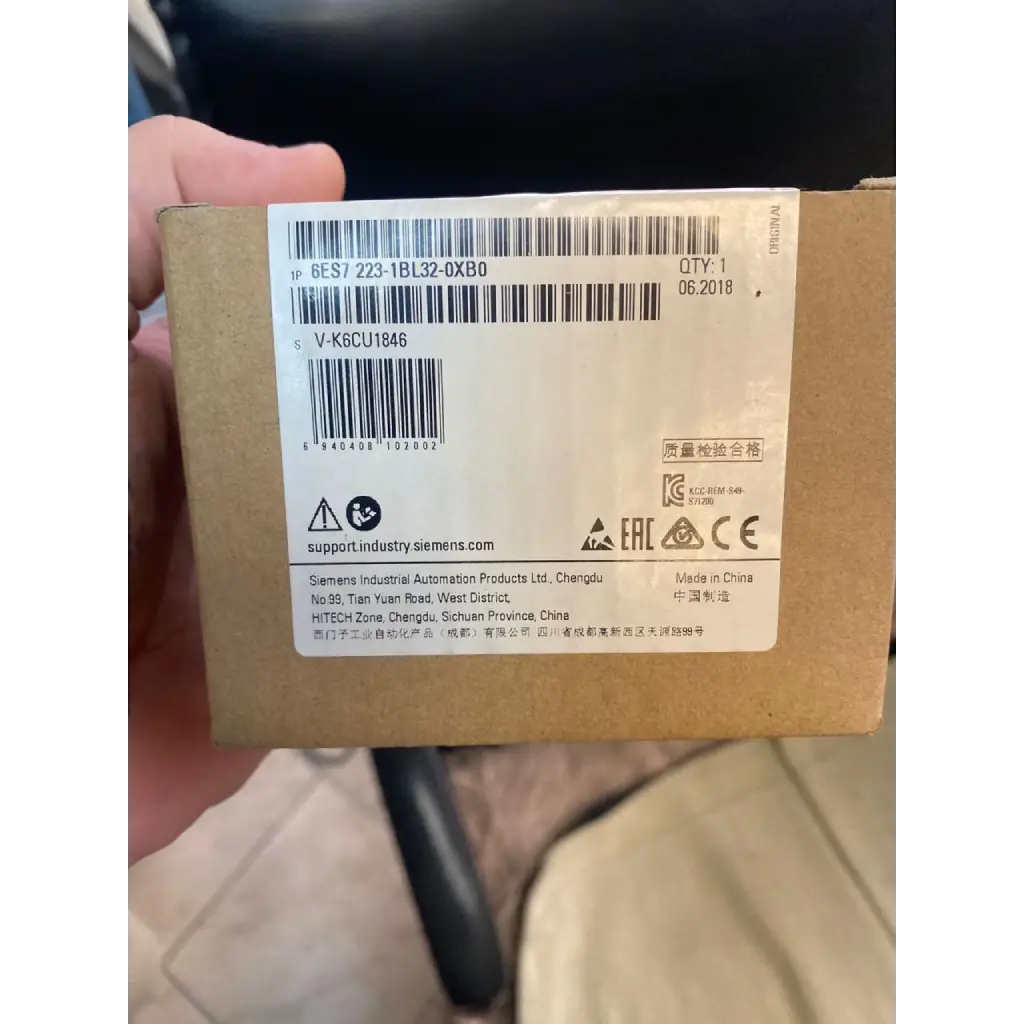 ORIGINAL
1P 6ES7 223-1BL32-0XB0
QTY: 1
06.2018
S V-K6CU1846
6 940408 102002
质量检验合格
KCC-REM-S49-
S71200
EAC CE
support.industry.siemens.com
Siemens Industrial Automation Products Ltd., Chengdu
No.99, Tian Yuan Road, West District,
HITECH Zone, Chengdu, Sichuan Province, China
西门子工业自动化产品（成都）有限公司 四川省成都高新西区天源路99号
Made in China
中国制造